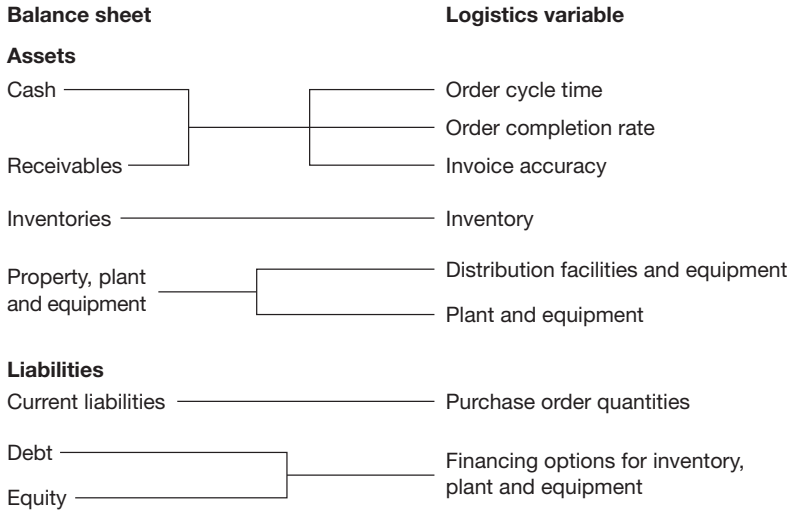 Balance sheet
Logistics variable
Assets
Cash
Order cycle time
Order completion rate
Receivables
Invoice accuracy
Inventories
Inventory
Property, plant
and equipment
Distribution facilities and equipment
Plant and equipment
Liabilities
Current liabilities
Purchase order quantities
Debt
Equity
Financing options for inventory,
plant and equipment